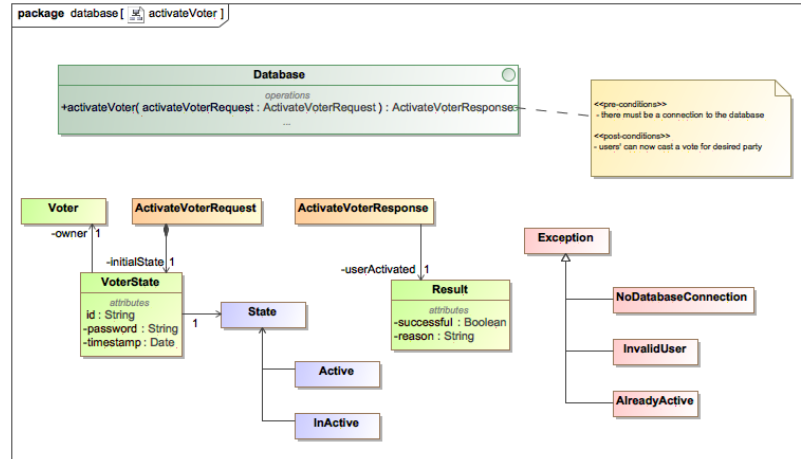 package database [ activateVoter ]
Database
operations
+activateVoter( activateVoterRequest : ActivateVoterRequest ) : ActivateVoterResponse
...
<<pre-conditions>>
- there must be a connection to the database
<<post-conditions>>
- users' can now cast a vote for desired party
Voter
ActivateVoterRequest
ActivateVoterResponse
-owner 1
-initialState 1
-userActivated 1
Exception
VoterState
attributes
id : String
-password : String
-timestamp : Date
1
State
Result
attributes
-successful : Boolean
-reason : String
NoDatabaseConnection
InvalidUser
Active
AlreadyActive
InActive